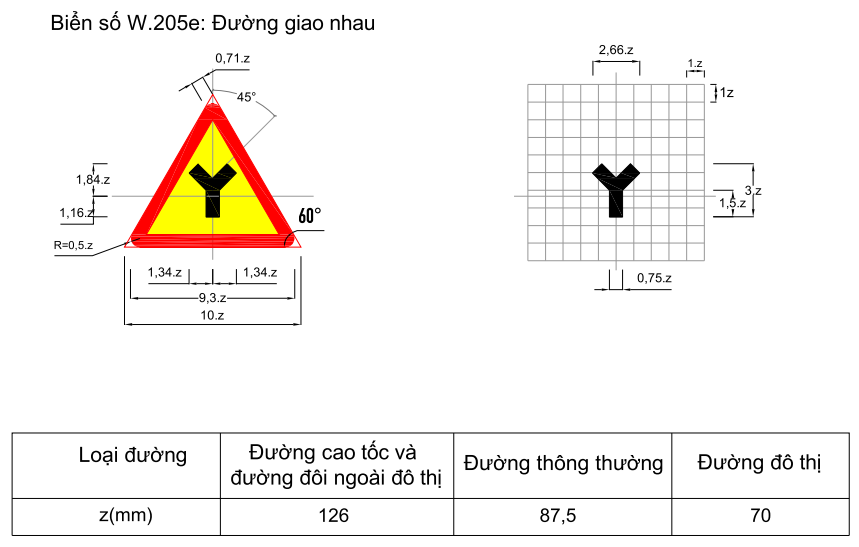 Biển số W.205e: Đường giao nhau
0,71.z
45°
1,84.z
1,16.z
60°
R=0,5.z
1,34.z 1,34.z
9,3.z
10.z
2,66.z
1.z
1z
3.z
1,5.z
0,75.z
Loại đường
Đường cao tốc và
đường đôi ngoài đô thị
Đường thông thường
Đường đô thị
z(mm) 126 87,5 70